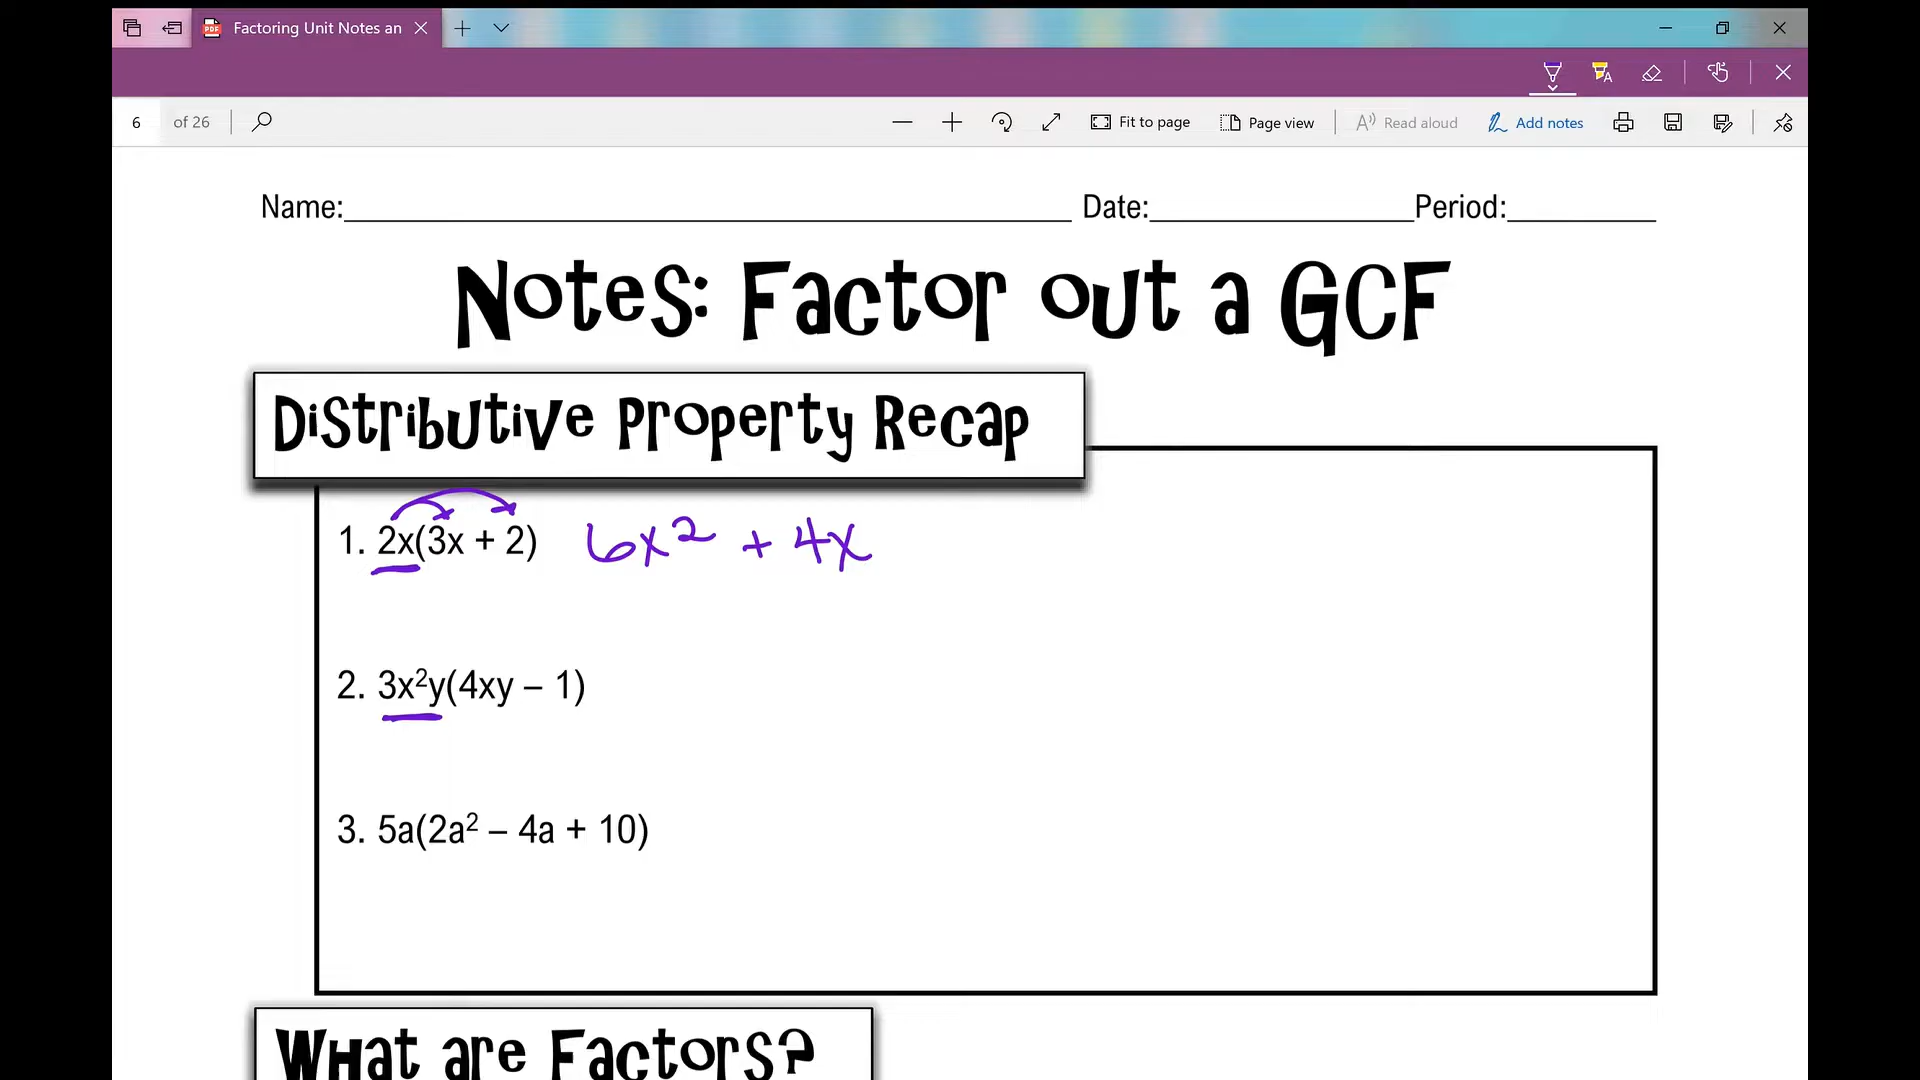 Factoring Unit Notes an
6 of 26 Fit to page Page view Read aloud Add notes
Name: Date: Period:
Notes: Factor out a GCF
Distributive Property Recap
1. 2x(3x + 2) 6x² + 4x
2. 3x²y(4xy – 1)
3. 5a(2a² – 4a + 10)
What are Factors?